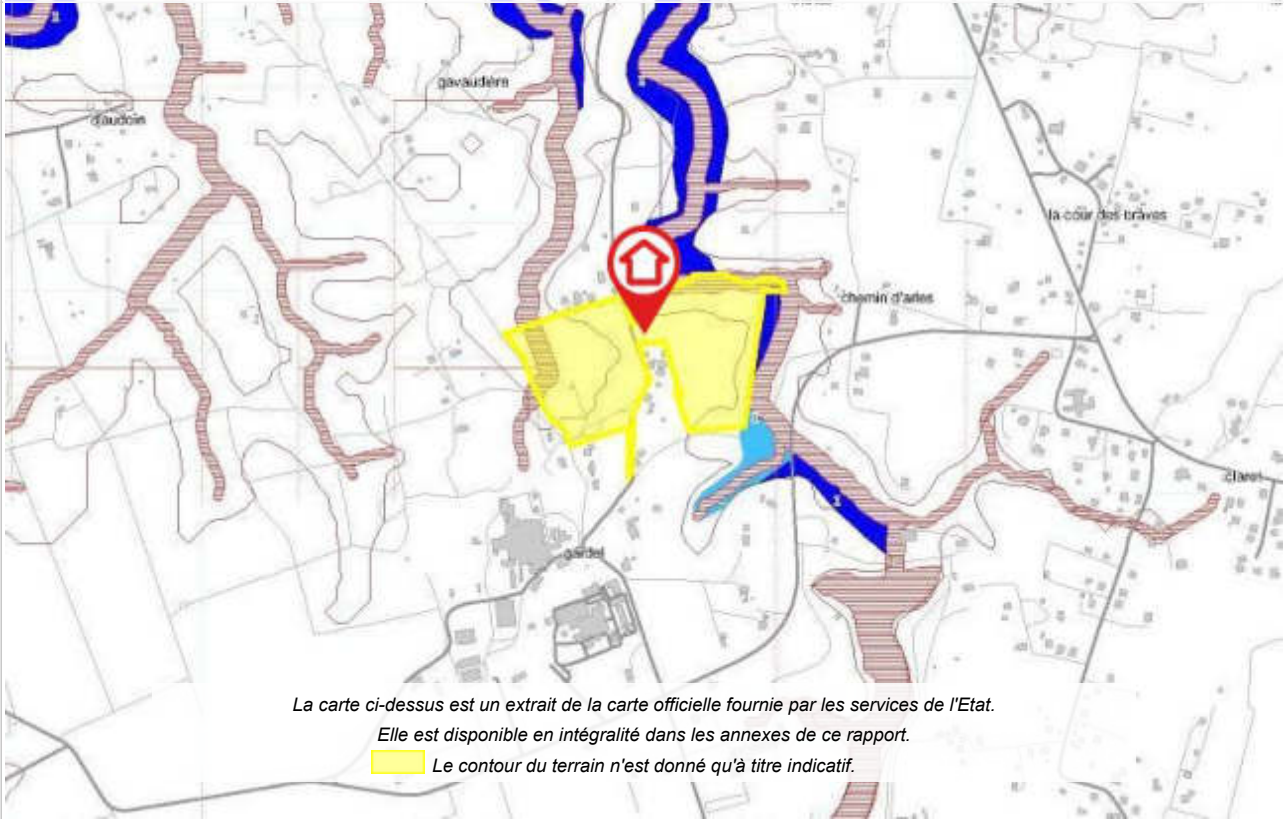 1
gavaudière
d'audoin
la cour des braves
chemin d'arles
claret
1
gardel
La carte ci-dessus est un extrait de la carte officielle fournie par les services de l'Etat.
Elle est disponible en intégralité dans les annexes de ce rapport.
Le contour du terrain n'est donné qu'à titre indicatif.